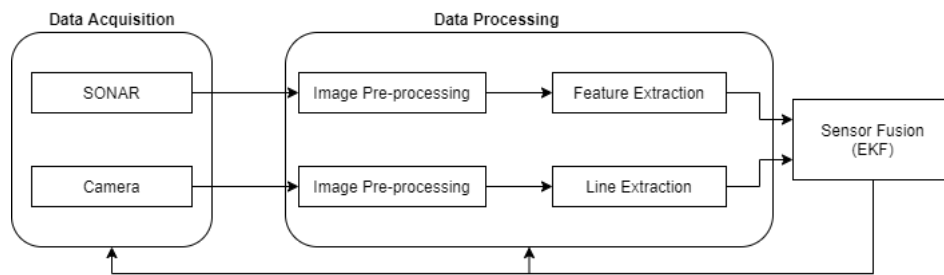 Data Acquisition
Data Processing
SONAR
Image Pre-processing
Feature Extraction
Sensor Fusion
(EKF)
Camera
Image Pre-processing
Line Extraction